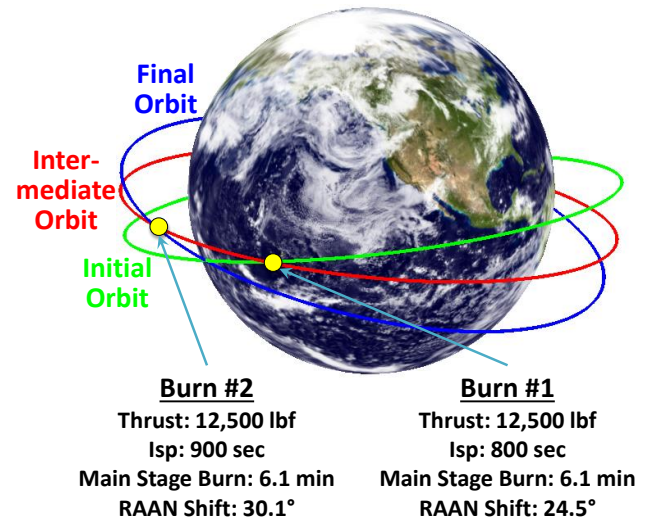 Final
Orbit
Inter-
mediate
Orbit
Initial
Orbit
Burn #2
Thrust: 12,500 lbf
Isp: 900 sec
Main Stage Burn: 6.1 min
RAAN Shift: 30.1°
Burn #1
Thrust: 12,500 lbf
Isp: 800 sec
Main Stage Burn: 6.1 min
RAAN Shift: 24.5°